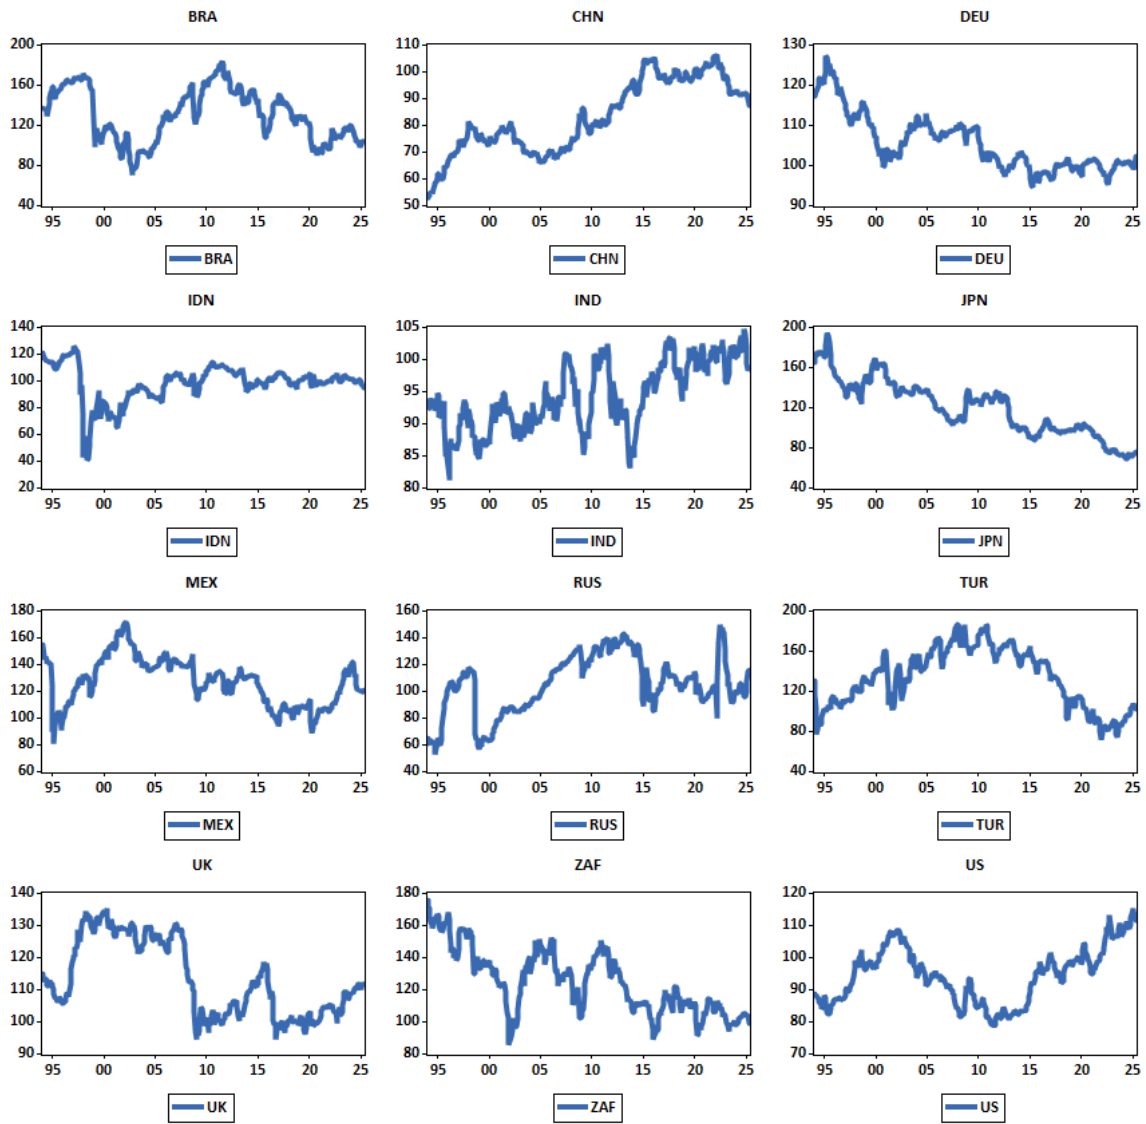 BRA CHN DEU
200 110 130
160 100 120
90
120 80 110
70
80 100
60
40 50 90
95 00 05 10 15 20 25 95 00 05 10 15 20 25 95 00 05 10 15 20 25
BRA CHN DEU
IDN IND JPN
140 105 200
120 100 160
100
95
80 120
90
60
85 80
40
20 80 40
95 00 05 10 15 20 25 95 00 05 10 15 20 25 95 00 05 10 15 20 25
IDN IND JPN
MEX RUS TUR
180 160 200
160 140 160
140 120
120 100 120
100 80 80
80 60
60 40 40
95 00 05 10 15 20 25 95 00 05 10 15 20 25 95 00 05 10 15 20 25
MEX RUS TUR
UK ZAF US
140 180 120
130 160 110
120 140 100
120 90
110
100 100 80
90 80 70
95 00 05 10 15 20 25 95 00 05 10 15 20 25 95 00 05 10 15 20 25
UK ZAF US